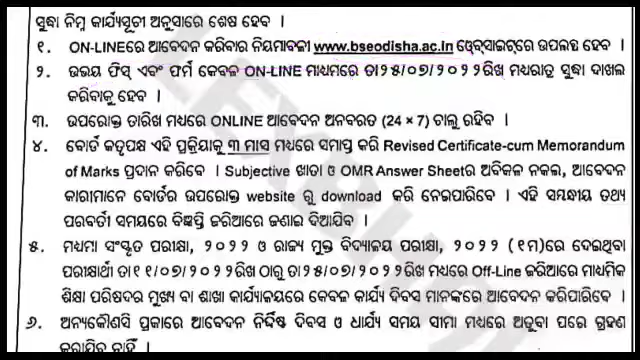 ସୁଦ୍ଧା ନିମ୍ନ କାର୍ଯ୍ୟସୂଚୀ ଅନୁସାରେ ଶେଷ ହେବ ।
୧. ON-LINEରେ ଆବେଦନ କରିବାର ନିୟମାବଳୀ www.bseodisha.ac.in ୱେବସାଇଟ୍‌ରେ ଉପଲବ୍ଧ ହେବ ।
୨. ଉଭୟ ଫିସ୍ ଏବଂ ଫର୍ମ କେବଳ ON-LINE ମାଧ୍ୟମରେ ତା୨୫/୦୭/୨୦୨୨ରିଖ ମଧ୍ୟରାତ୍ର ସୁଦ୍ଧା ଦାଖଲ
କରିବାକୁ ହେବ ।
୩. ଉପରୋକ୍ତ ତାରିଖ ମଧ୍ୟରେ ONLINE ଆବେଦନ ଅନବରତ (24 × 7) ଚାଲୁ ରହିବ ।
୪. ବୋର୍ଡ କତୃପକ୍ଷ ଏହି ପ୍ରକ୍ରିୟାକୁ ୩ ମାସ ମଧ୍ୟରେ ସମାପ୍ତ କରି Revised Certificate-cum Memorandum
of Marks ପ୍ରଦାନ କରିବେ । Subjective ଖାତା ଓ OMR Answer Sheetର ଅବିକଳ ନକଲ, ଆବେଦନ
କାରୀମାନେ ବୋର୍ଡର ଉପରୋକ୍ତ website ରୁ download କରି ନେଇପାରିବେ । ଏହି ସମ୍ବନ୍ଧୀୟ ତଥ୍ୟ
ପରବର୍ତୀ ସମୟରେ ବିଜ୍ଞପ୍ତି ଜରିଆରେ ଜଣାଇ ଦିଆଯିବ ।
୫. ମଧ୍ୟମା ସଂସ୍କୃତ ପରୀକ୍ଷା, ୨୦୨୨ ଓ ରାଜ୍ୟ ମୁକ୍ତ ବିଦ୍ୟାଳୟ ପରୀକ୍ଷା, ୨୦୨୨ (୧ମ)ରେ ଦେଇଥିବା
ପରୀକ୍ଷାର୍ଥୀ ତା୧୧/୦୭/୨୦୨୨ରିଖ ଠାରୁ ତା୨୫/୦୭/୨୦୨୨ରିଖ ମଧ୍ୟରେ Off-Line ଜରିଆରେ ମାଧ୍ୟମିକ
ଶିକ୍ଷା ପରିଷଦର ମୁଖ୍ୟ ବା ଶାଖା କାର୍ଯ୍ୟାଳୟରେ କେବଳ କାର୍ଯ୍ୟ ଦିବସ ମାନଙ୍କରେ ଆବେଦନ କରିପାରିବେ ।
୬. ଅନ୍ୟକୌଣସି ପ୍ରକାରେ ଆବେଦନ ନିର୍ଦ୍ଦିଷ୍ଟ ଦିବସ ଓ ଧାର୍ଯ୍ୟ ସମୟ ସୀମା ମଧ୍ୟରେ ଅତୁବା ପରେ ଗ୍ରହଣ
କରାଯିବ ନାହିଁ ।